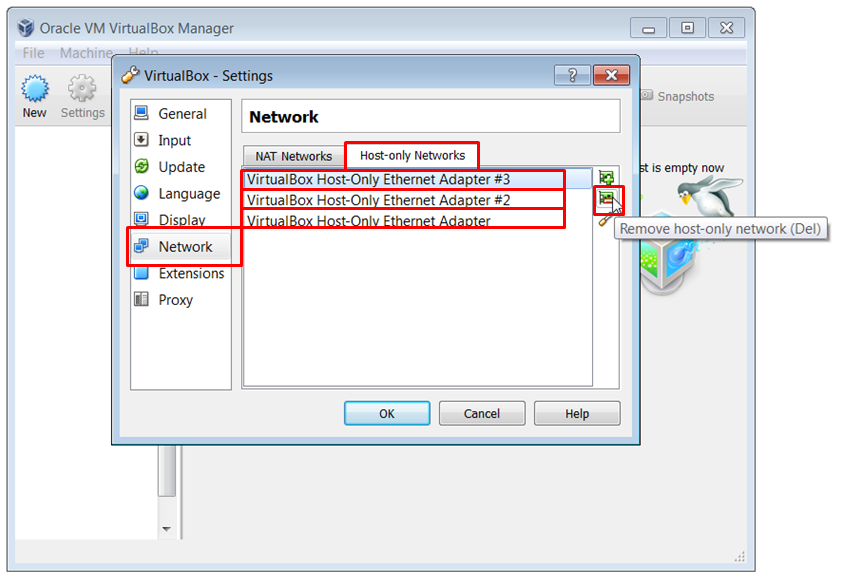 Oracle VM VirtualBox Manager
File Machine Help
VirtualBox - Settings
?
New
Settings
Snapshots
General
Input
Update
Language
Display
Network
Extensions
Proxy
Network
NAT Networks
Host-only Networks
VirtualBox Host-Only Ethernet Adapter #3
VirtualBox Host-Only Ethernet Adapter #2
VirtualBox Host-Only Ethernet Adapter
is empty now
Remove host-only network (Del)
OK
Cancel
Help